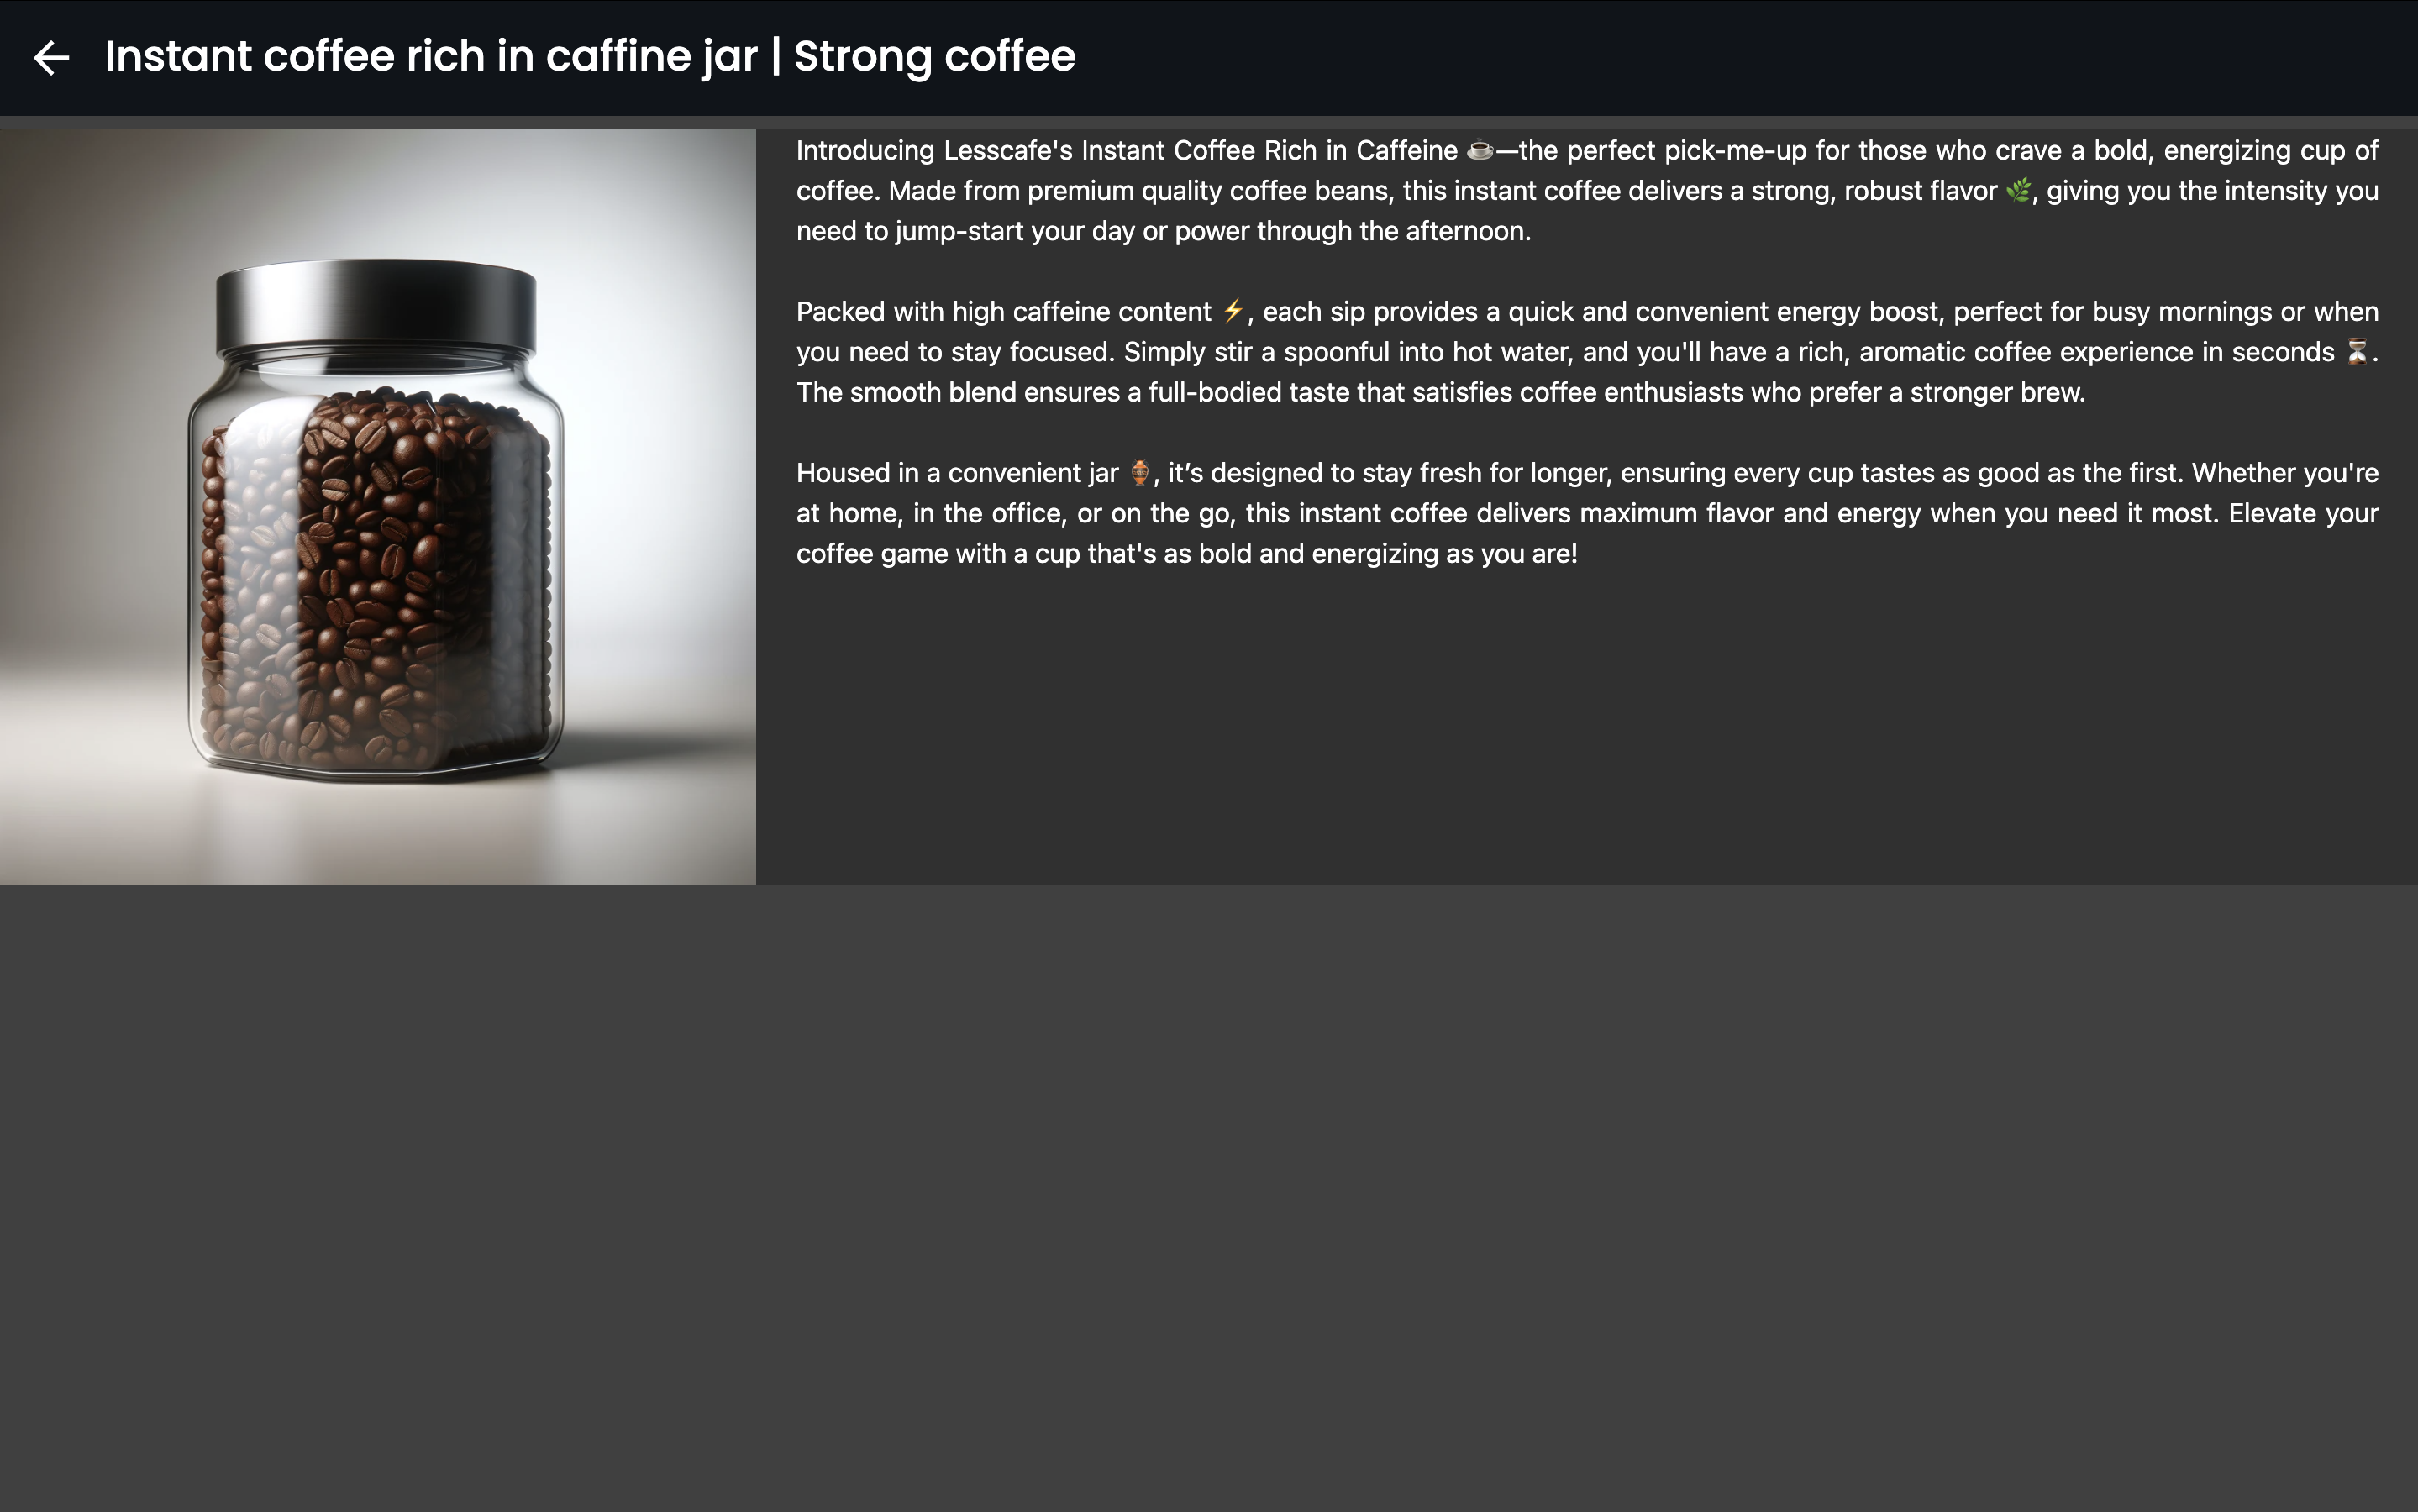 Instant coffee rich in caffine jar | Strong coffee
Introducing Lesscafe's Instant Coffee Rich in Caffeine ☕—the perfect pick-me-up for those who crave a bold, energizing cup of
coffee. Made from premium quality coffee beans, this instant coffee delivers a strong, robust flavor 🌿, giving you the intensity you
need to jump-start your day or power through the afternoon.
Packed with high caffeine content ⚡, each sip provides a quick and convenient energy boost, perfect for busy mornings or when
you need to stay focused. Simply stir a spoonful into hot water, and you'll have a rich, aromatic coffee experience in seconds ⏳.
The smooth blend ensures a full-bodied taste that satisfies coffee enthusiasts who prefer a stronger brew.
Housed in a convenient jar 🏺, it’s designed to stay fresh for longer, ensuring every cup tastes as good as the first. Whether you're
at home, in the office, or on the go, this instant coffee delivers maximum flavor and energy when you need it most. Elevate your
coffee game with a cup that's as bold and energizing as you are!